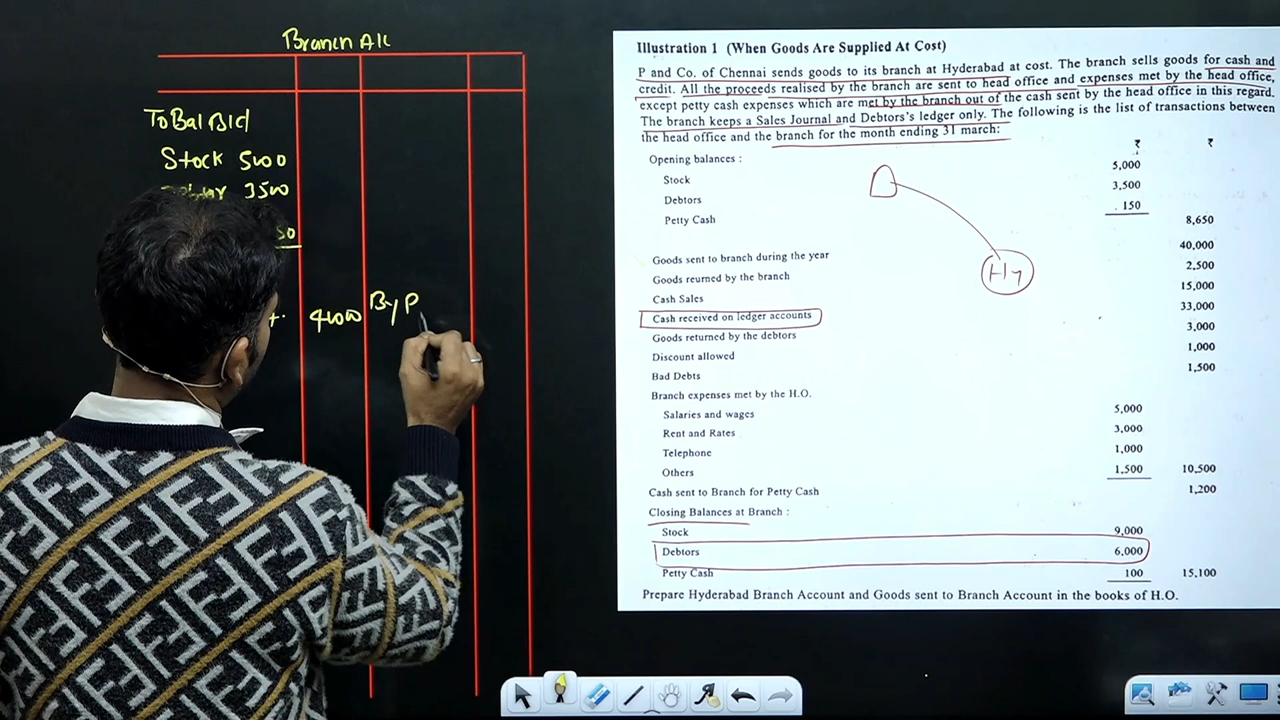 Branch A/c
To Bal B/d
Stock 5000
3500
50
4000 By P
Illustration 1 (When Goods Are Supplied At Cost)
P and Co. of Chennai sends goods to its branch at Hyderabad at cost. The branch sells goods for cash and
credit. All the proceeds realised by the branch are sent to head office and expenses met by the head office,
except petty cash expenses which are met by the branch out of the cash sent by the head office in this regard.
The branch keeps a Sales Journal and Debtors's ledger only. The following is the list of transactions between
the head office and the branch for the month ending 31 march:
₹ ₹
Opening balances :
Stock 5,000
Debtors 3,500
Petty Cash 150 8,650
Goods sent to branch during the year 40,000
Goods reurned by the branch 2,500
Cash Sales 15,000
Cash received on ledger accounts 33,000
Goods returned by the debtors 3,000
Discount allowed 1,000
Bad Debts 1,500
Branch expenses met by the H.O.
Salaries and wages 5,000
Rent and Rates 3,000
Telephone 1,000
Others 1,500 10,500
Cash sent to Branch for Petty Cash 1,200
Closing Balances at Branch :
Stock 9,000
Debtors 6,000
Petty Cash 100 15,100
Prepare Hyderabad Branch Account and Goods sent to Branch Account in the books of H.O.
Hy